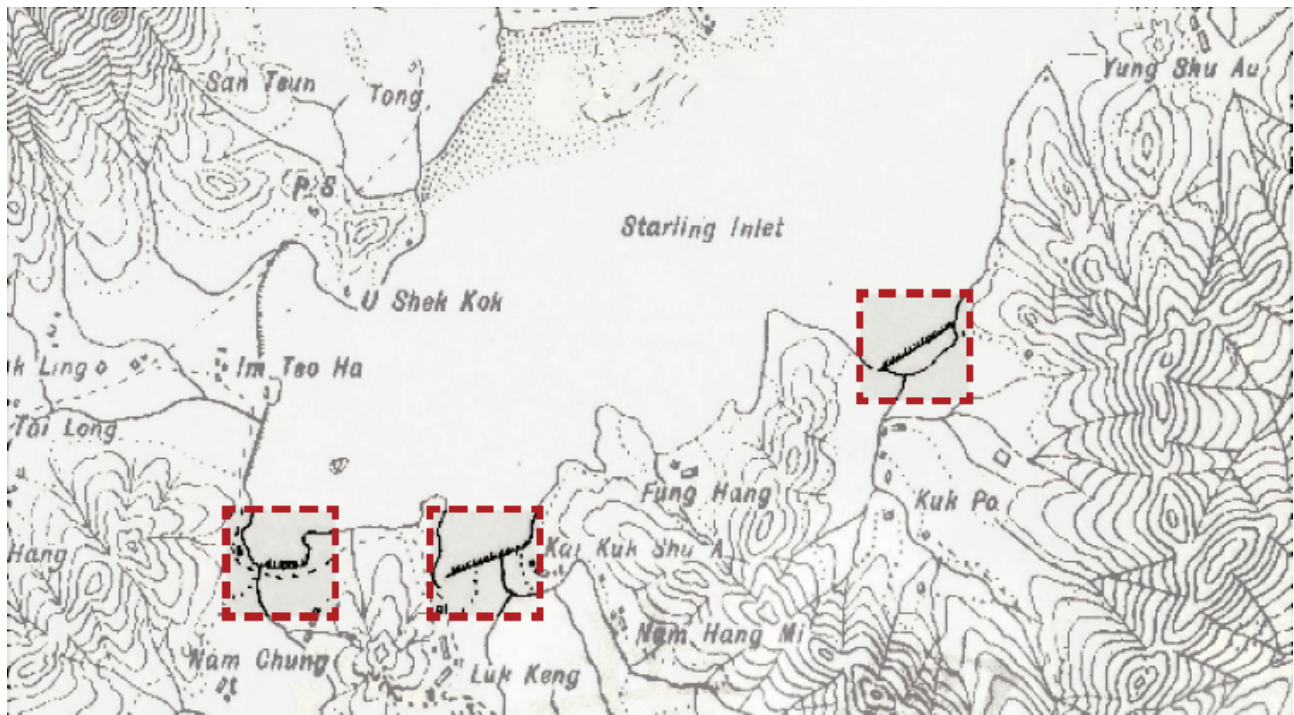 Yung Shu Au
San Tsun
Tong
P. S
Starling Inlet
U Shek Kok
k Ling
Im Tso Ha
Tai Long
Fung Hang
Kuk Po
Hang
Kai Kuk Shu A
Nam Hang Mi
Nam Chung
Luk Keng